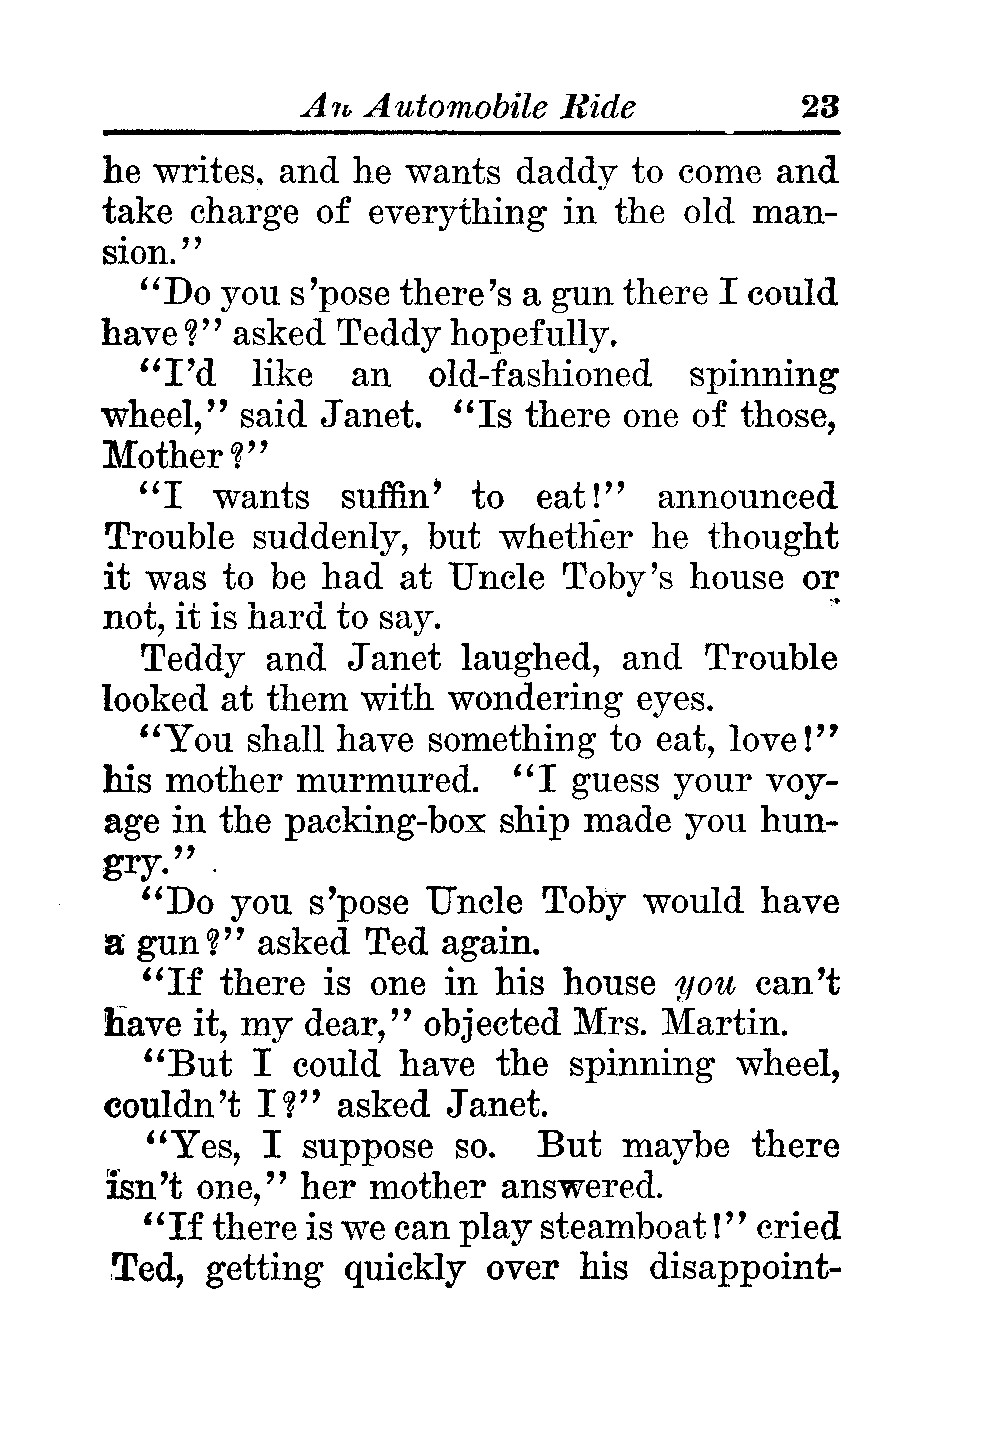 An Automobile Ride 23
he writes, and he wants daddy to come and
take charge of everything in the old man-
sion."
"Do you s'pose there's a gun there I could
have?" asked Teddy hopefully.
"I'd like an old-fashioned spinning
wheel," said Janet. "Is there one of those,
Mother?"
"I wants suffin' to eat!" announced
Trouble suddenly, but whether he thought
it was to be had at Uncle Toby's house or
not, it is hard to say.
Teddy and Janet laughed, and Trouble
looked at them with wondering eyes.
"You shall have something to eat, love!"
his mother murmured. "I guess your voy-
age in the packing-box ship made you hun-
gry."
"Do you s'pose Uncle Toby would have
a gun?" asked Ted again.
"If there is one in his house you can't
have it, my dear," objected Mrs. Martin.
"But I could have the spinning wheel,
couldn't I?" asked Janet.
"Yes, I suppose so. But maybe there
isn't one," her mother answered.
"If there is we can play steamboat!" cried
Ted, getting quickly over his disappoint-